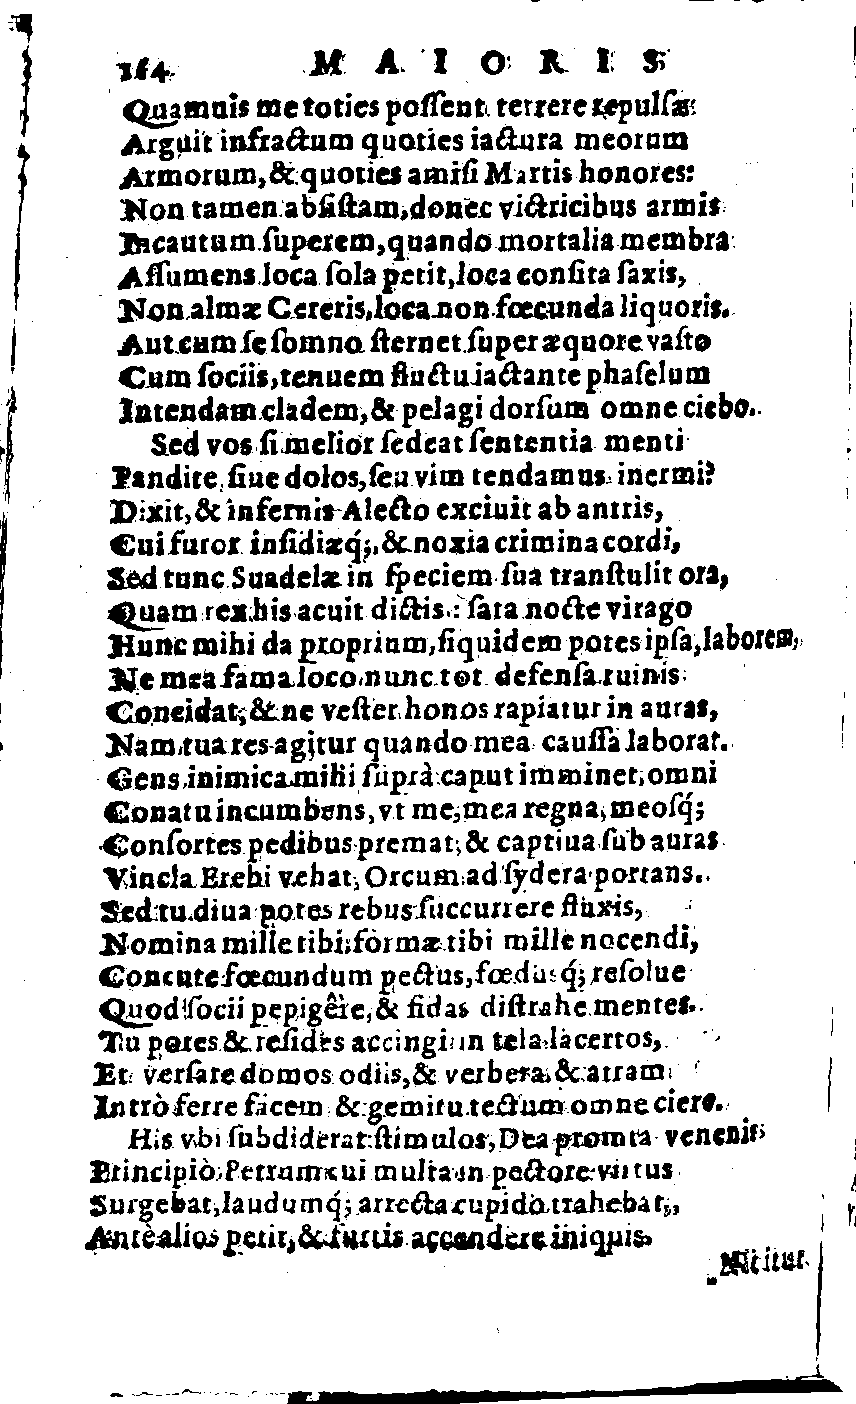 164 MAIORIS
Quamuis me toties possent terrere repulsæ:
Arguit infractum quoties iactura meorum
Armorum, & quoties amisi Martis honores:
Non tamen absistam, donec victricibus armis
Incautum superem, quando mortalia membra
Assumens loca sola petit, loca consita saxis,
Non almæ Cereris, loca non fœcunda liquoris.
Aut cum se somno sternet super æquore vasto
Cum sociis, tenuem fluctu iactante phaselum
Intendam cladem, & pelagi dorsum omne ciebo.
Sed vos si melior sedeat sententia menti
Pandite, siue dolos, seu vim tendamus inermi?
Dixit, & infernis Alecto exciuit ab antris,
Cui furor insidiæq́;, & noxia crimina cordi,
Sed tunc Suadelæ in speciem sua transtulit ora,
Quam rex his acuit dictis: sata nocte virago
Hunc mihi da proprium, siquidem potes ipsa, laborem,
Ne mea fama loco nunc tot defensa ruinis
Concidat, & ne vester honos rapiatur in auras,
Nam tua res agitur quando mea caussa laborat.
Gens inimica mihi suprà caput imminet, omni
Conatu incumbens, vt me, mea regna, meosq́;
Consortes pedibus premat, & captiua sub auras
Vincla Erebi vehat, Orcum ad sydera portans.
Sed tu diua potes rebus succurrere fluxis,
Nomina mille tibi, formæ tibi mille nocendi,
Concute fœcundum pectus, fœdusq́; resolue
Quod socii pepigêre, & fidas distrahe mentes.
Tu potes & resides accingi in tela lacertos,
Et versare domos odiis, & verbera & atram
Intrò ferre facem & gemitu tectum omne ciere.
His vbi subdiderat stimulos, Dea promta venenis
Principiò Petrum cui multa in pectore virtus
Surgebat, laudumq́; arrecta cupido trahebat,
Antè alios petit, & furtis accendere iniquis
Nititur